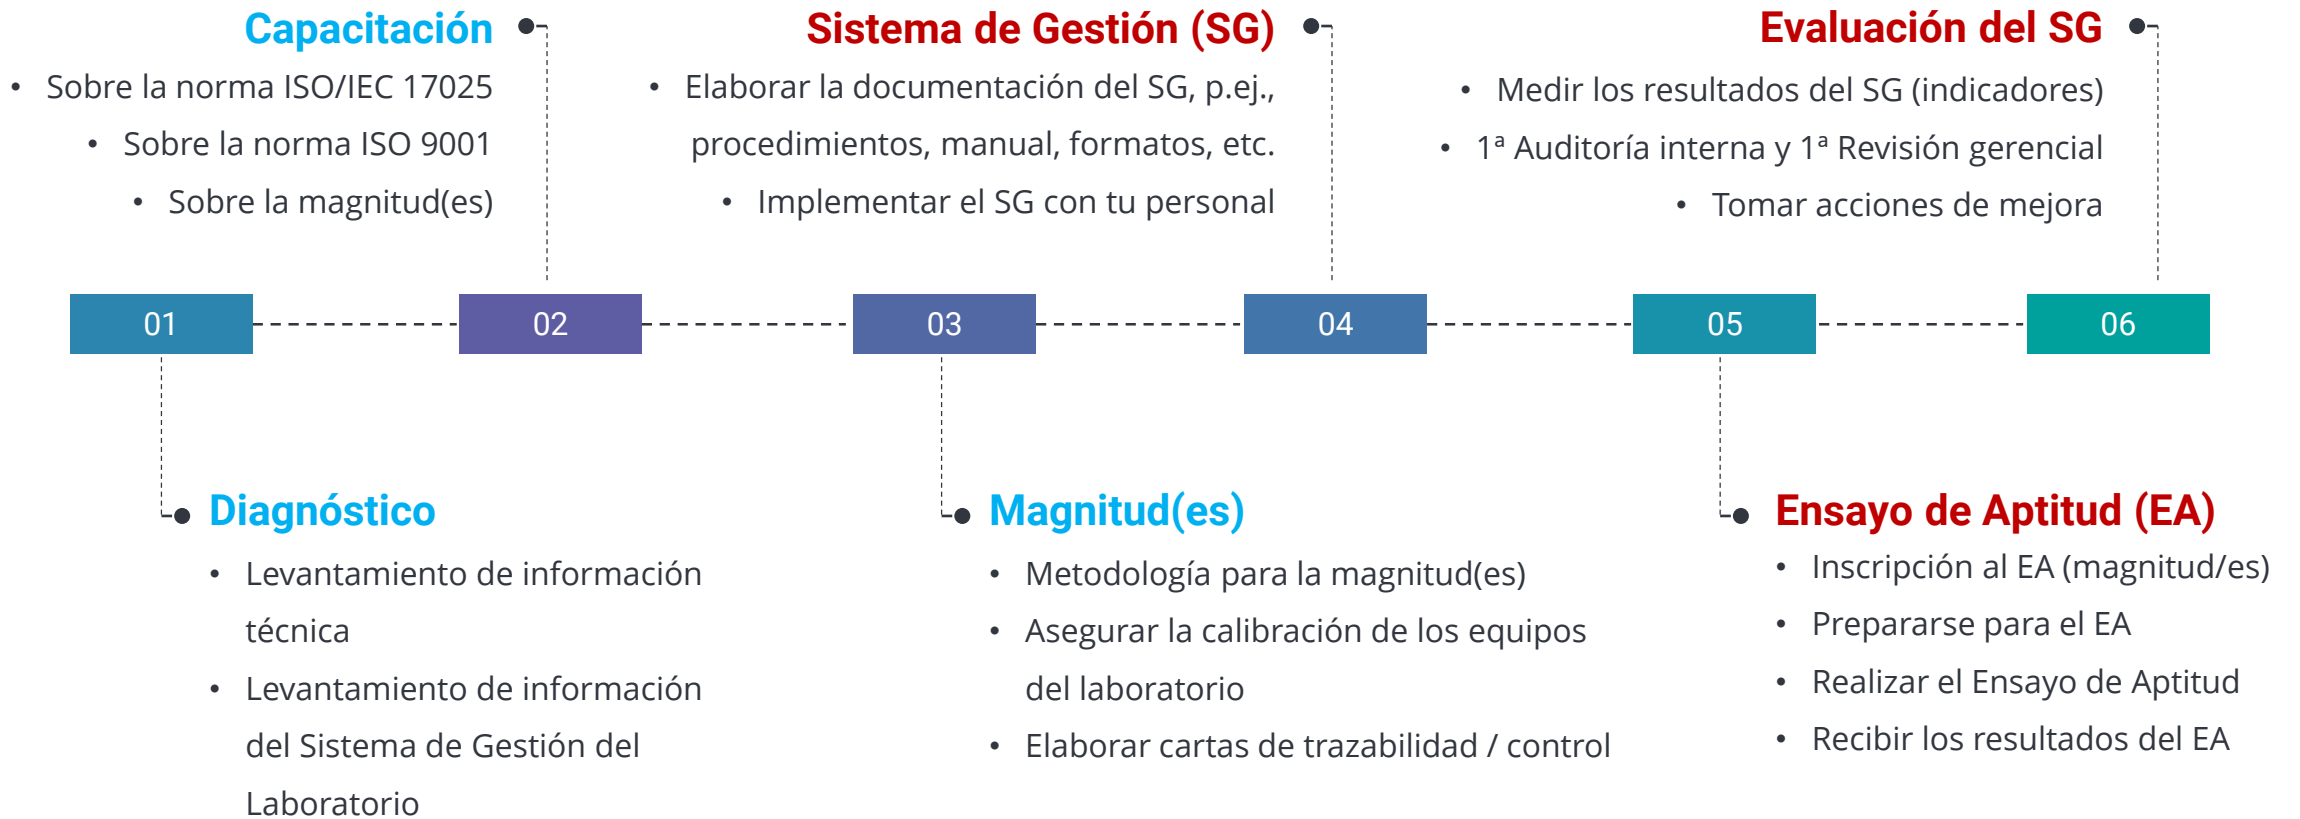 Capacitación
• Sobre la norma ISO/IEC 17025
• Sobre la norma ISO 9001
• Sobre la magnitud(es)
Sistema de Gestión (SG)
• Elaborar la documentación del SG, p.ej.,
procedimientos, manual, formatos, etc.
• Implementar el SG con tu personal
Evaluación del SG
• Medir los resultados del SG (indicadores)
• 1ª Auditoría interna y 1ª Revisión gerencial
• Tomar acciones de mejora
01
02
03
04
05
06
Diagnóstico
• Levantamiento de información
técnica
• Levantamiento de información
del Sistema de Gestión del
Laboratorio
Magnitud(es)
• Metodología para la magnitud(es)
• Asegurar la calibración de los equipos
del laboratorio
• Elaborar cartas de trazabilidad / control
Ensayo de Aptitud (EA)
• Inscripción al EA (magnitud/es)
• Prepararse para el EA
• Realizar el Ensayo de Aptitud
• Recibir los resultados del EA